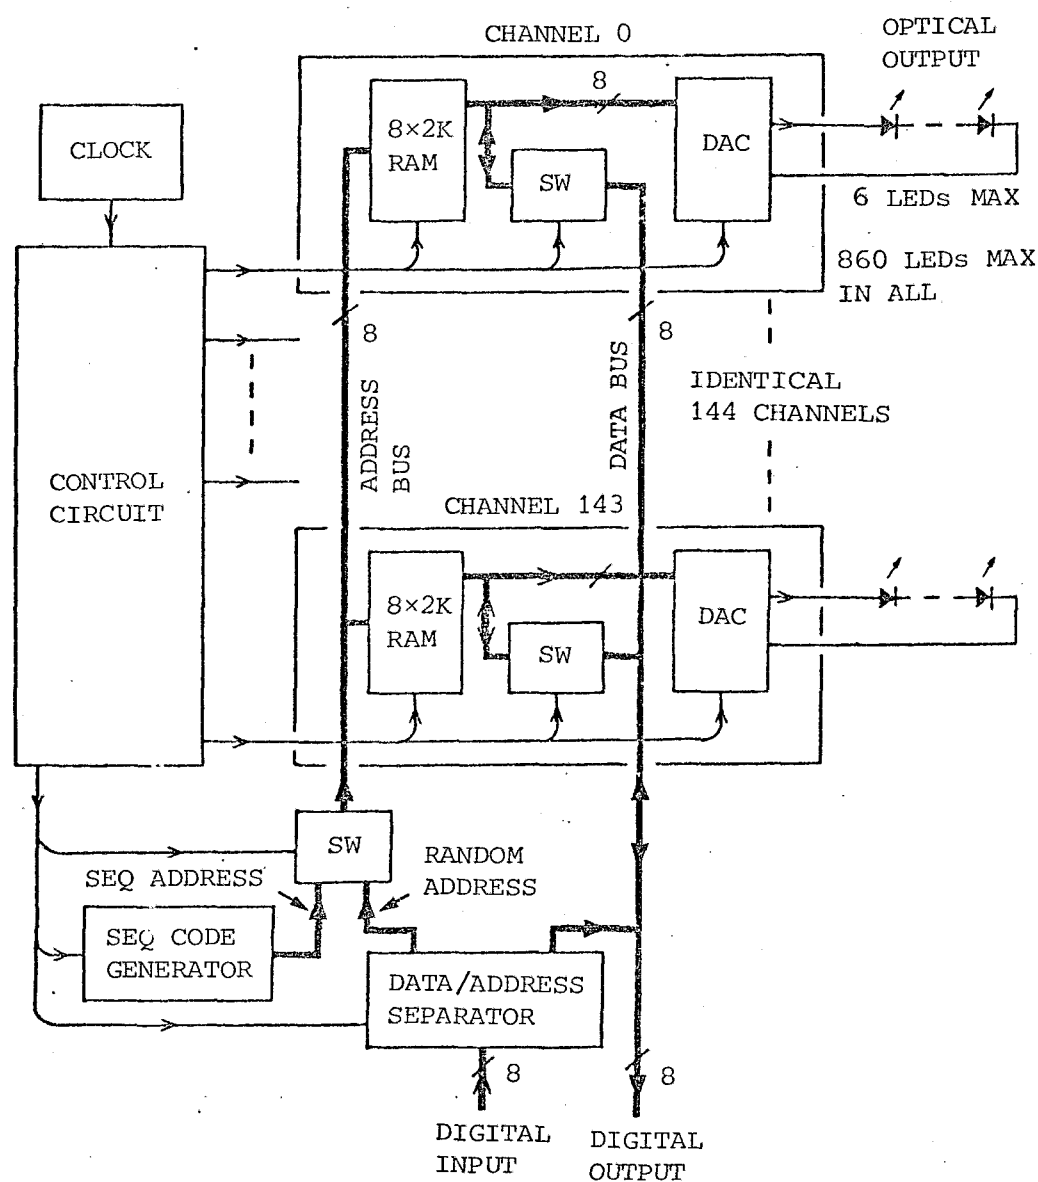 CHANNEL 0
OPTICAL
OUTPUT
8
CLOCK
8×2K
RAM
SW
DAC
6 LEDs MAX
860 LEDs MAX
IN ALL
8
8
ADDRESS
BUS
DATA BUS
IDENTICAL
144 CHANNELS
CONTROL
CIRCUIT
CHANNEL 143
8×2K
RAM
SW
DAC
SW
SEQ ADDRESS
RANDOM
ADDRESS
SEQ CODE
GENERATOR
DATA/ADDRESS
SEPARATOR
8
8
DIGITAL
INPUT
DIGITAL
OUTPUT